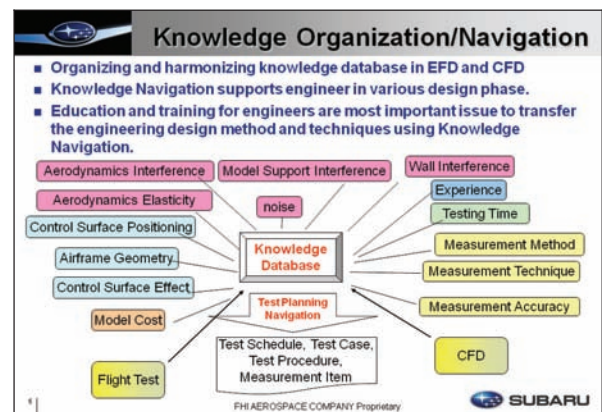 Knowledge Organization/Navigation
Organizing and harmonizing knowledge database in EFD and CFD
Knowledge Navigation supports engineer in various design phase.
Education and training for engineers are most important issue to transfer
the engineering design method and techniques using Knowledge
Navigation.
Aerodynamics Interference
Model Support Interference
Wall Interference
Aerodynamics Elasticity
noise
Experience
Testing Time
Control Surface Positioning
Airframe Geometry
Control Surface Effect
Model Cost
Knowledge
Database
Measurement Method
Measurement Technique
Measurement Accuracy
Test Planning
Navigation
Test Schedule, Test Case,
Test Procedure,
Measurement Item
Flight Test
CFD
FHI AEROSPACE COMPANY Proprietary
SUBARU